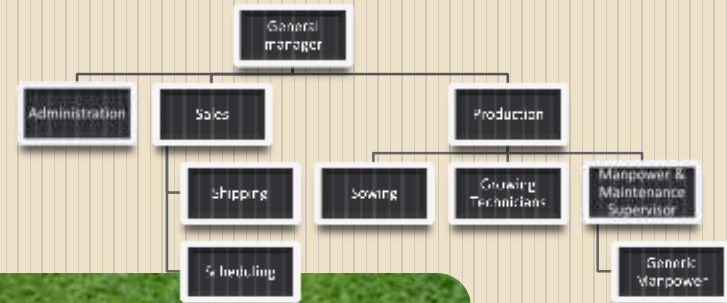 General
manager
Administration
Sales
Production
Shipping
Sowing
Growing
Technicians
Manpower &
Maintenance
Supervisor
Scheduling
Generic
Manpower